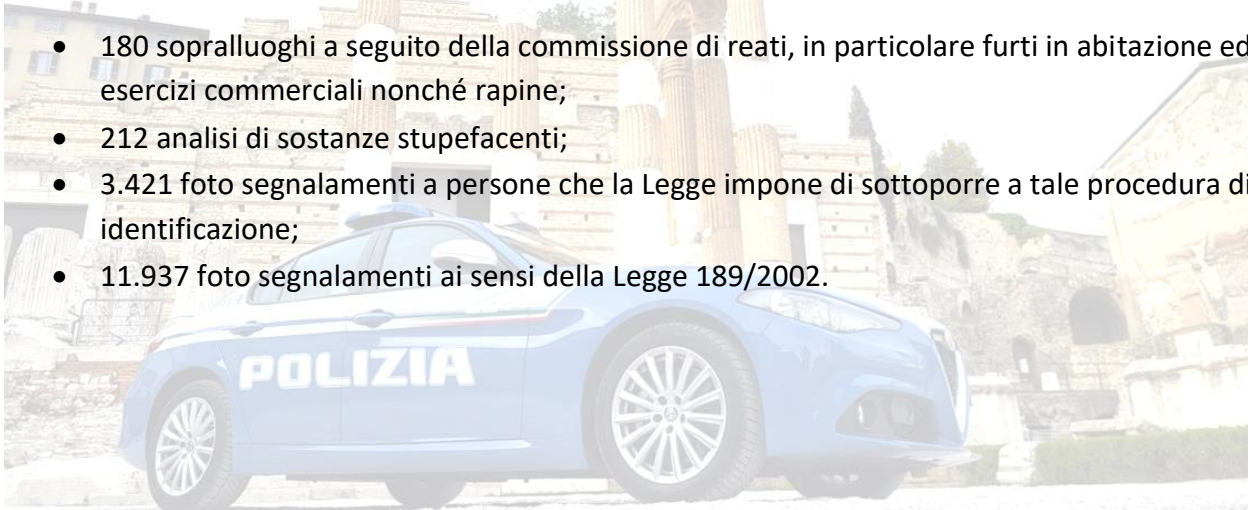 • 180 sopralluoghi a seguito della commissione di reati, in particolare furti in abitazione ed
esercizi commerciali nonché rapine;
• 212 analisi di sostanze stupefacenti;
• 3.421 foto segnalamenti a persone che la Legge impone di sottoporre a tale procedura di
identificazione;
• 11.937 foto segnalamenti ai sensi della Legge 189/2002.
POLIZIA